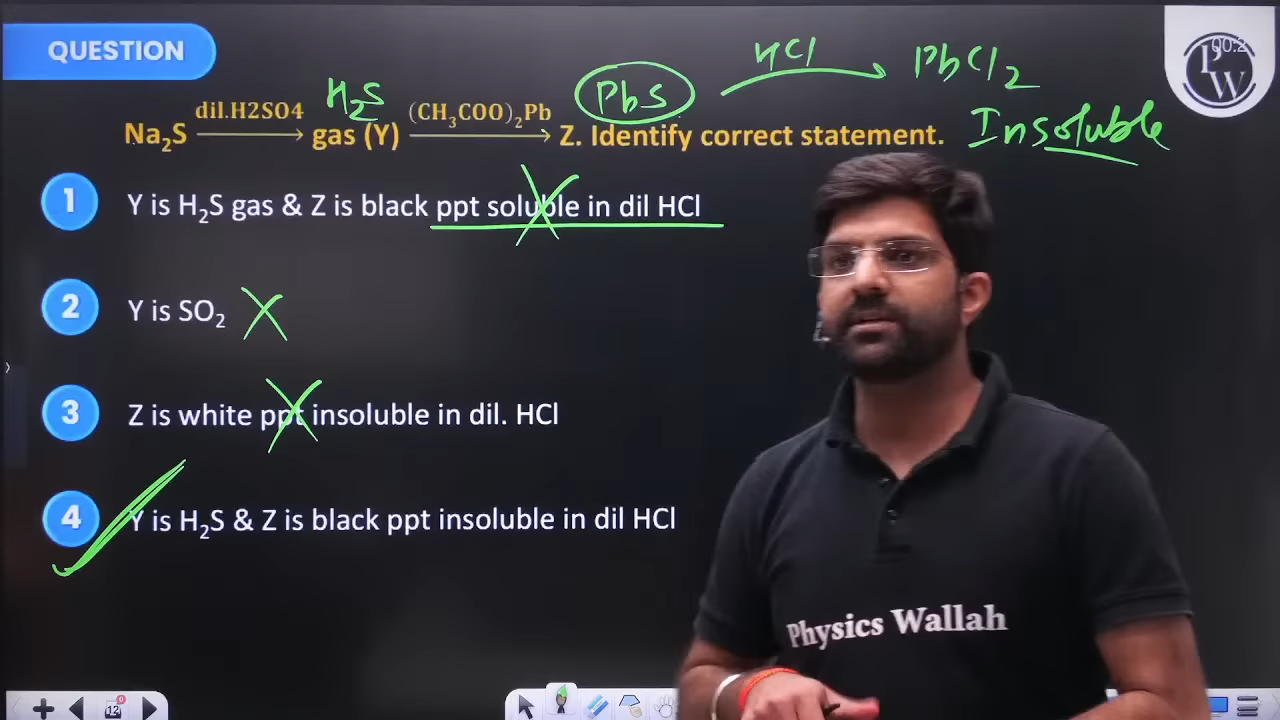 QUESTION
HCl
PbCl₂
00:2
P
W
H₂S
PbS
dil.H2SO4
(CH₃COO)₂Pb
Na₂S gas (Y) Z. Identify correct statement.
Insoluble
1 Y is H₂S gas & Z is black ppt soluble in dil HCl
2 Y is SO₂
3 Z is white ppt insoluble in dil. HCl
4 Y is H₂S & Z is black ppt insoluble in dil HCl
Physics Wallah
12